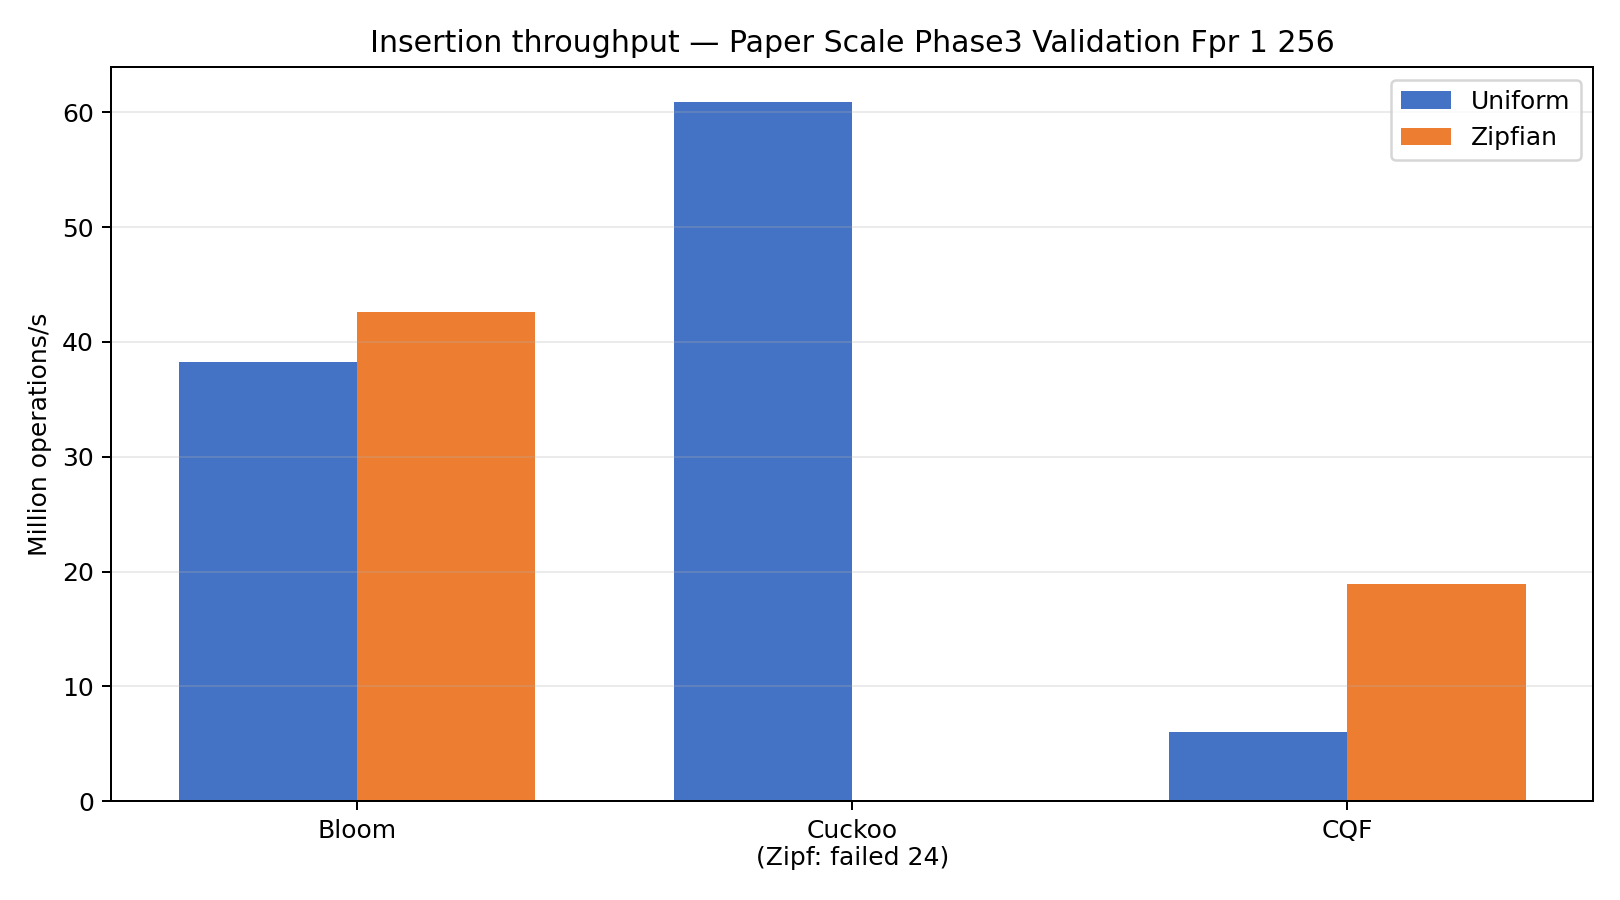 Insertion throughput — Paper Scale Phase3 Validation Fpr 1 256
Uniform
Zipfian
Million operations/s
60
50
40
30
20
10
0
Bloom
Cuckoo
(Zipf: failed 24)
CQF